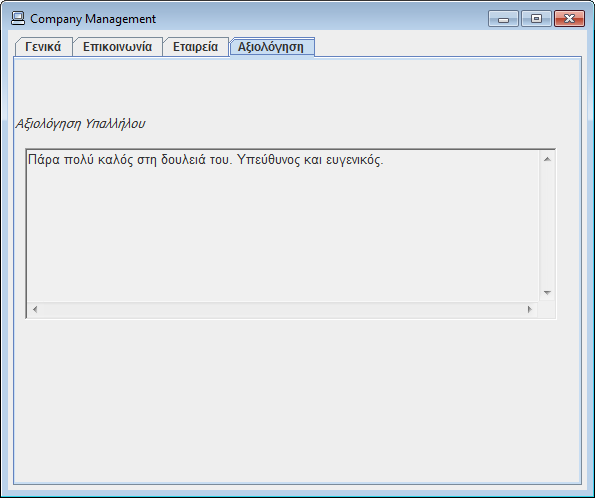 Company Management
Γενικά Επικοινωνία Εταιρεία Αξιολόγηση
Αξιολόγηση Υπαλλήλου
Πάρα πολύ καλός στη δουλειά του. Υπεύθυνος και ευγενικός.